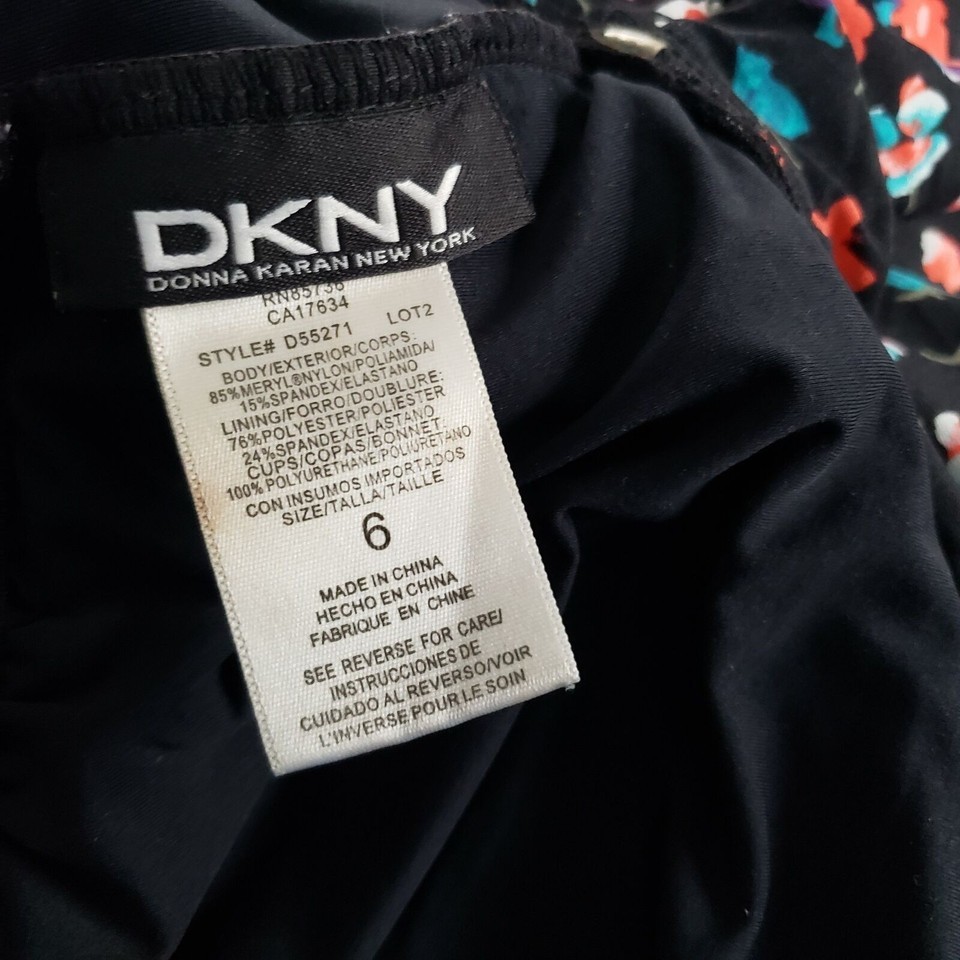 DKNY
DONNA KARAN NEW YORK
RN85736
CA17634
STYLE# D55271 LOT2
BODY/EXTERIOR/CORPS:
85%MERYL®NYLON/POLIAMIDA/
15%SPANDEX/ELASTANO
LINING/FORRO/DOUBLURE:
76%POLYESTER/POLIESTER
24%SPANDEX/ELASTANO
CUPS/COPAS/BONNET.
100% POLYURETHANE/POLIURETANO
CON INSUMOS IMPORTADOS
SIZE/TALLA/TAILLE
6
MADE IN CHINA
HECHO EN CHINA
FABRIQUE EN CHINE
SEE REVERSE FOR CARE/
INSTRUCCIONES DE
CUIDADO AL REVERSO/VOIR
L'INVERSE POUR LE SOIN